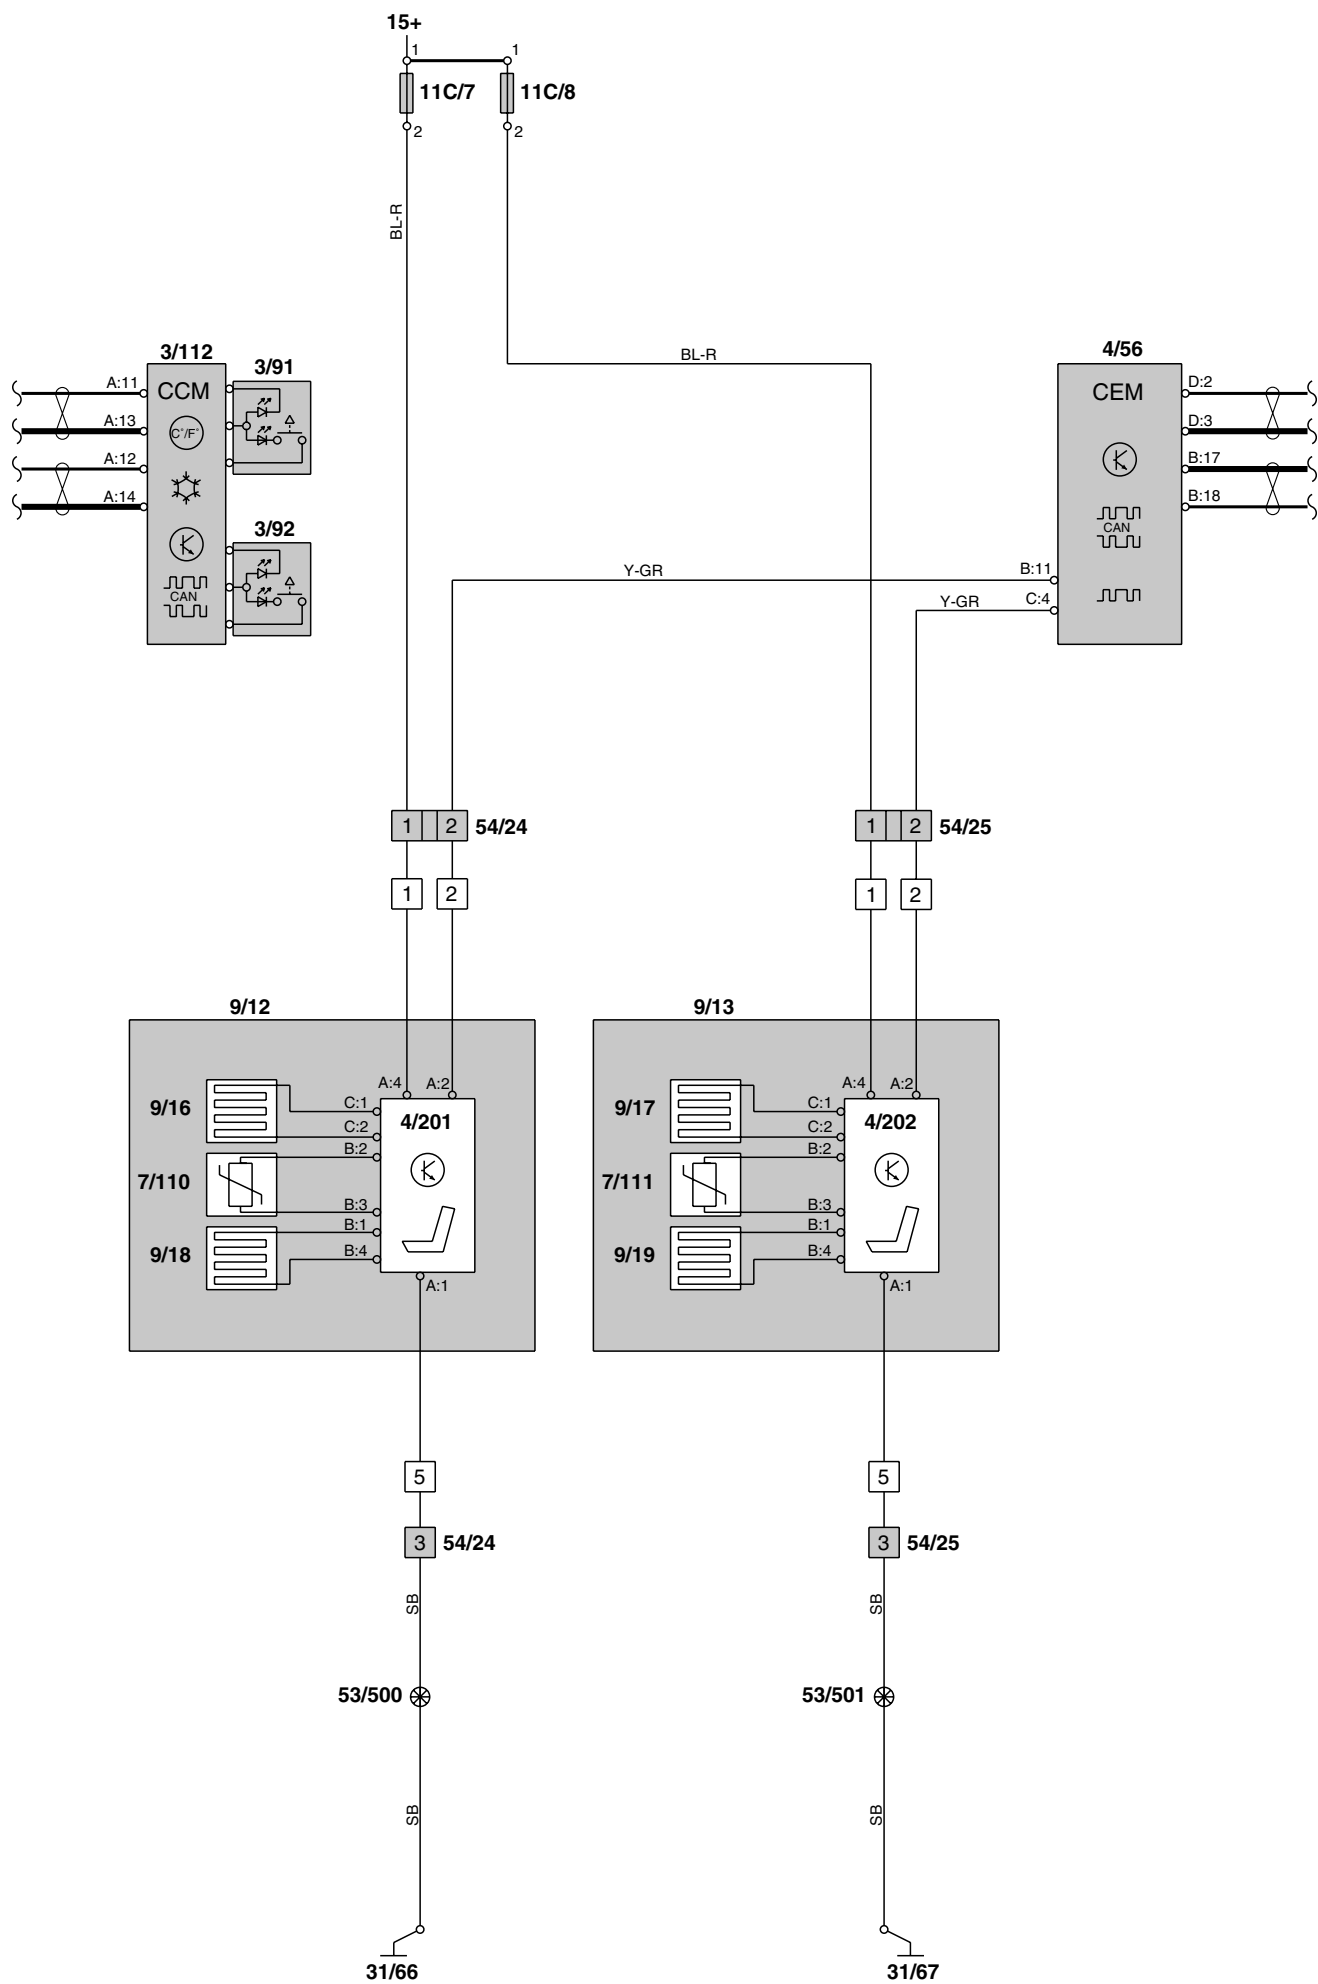 15+
1 1
11C/7 11C/8
2 2
BL-R
BL-R
3/112 3/91 4/56
A:11 CCM CEM D:2
A:13 C°/F° D:3
A:12 B:17
A:14 B:18
3/92
CAN CAN
Y-GR B:11
Y-GR C:4
1 2 54/24 1 2 54/25
1 2 1 2
9/12 9/13
A:4 A:2 A:4 A:2
9/16 C:1 4/201 9/17 C:1 4/202
C:2 C:2
B:2 B:2
7/110 7/111
B:3 B:3
B:1 B:1
9/18 B:4 9/19 B:4
A:1 A:1
5 5
3 54/24 3 54/25
SB SB
53/500 53/501
SB SB
31/66 31/67